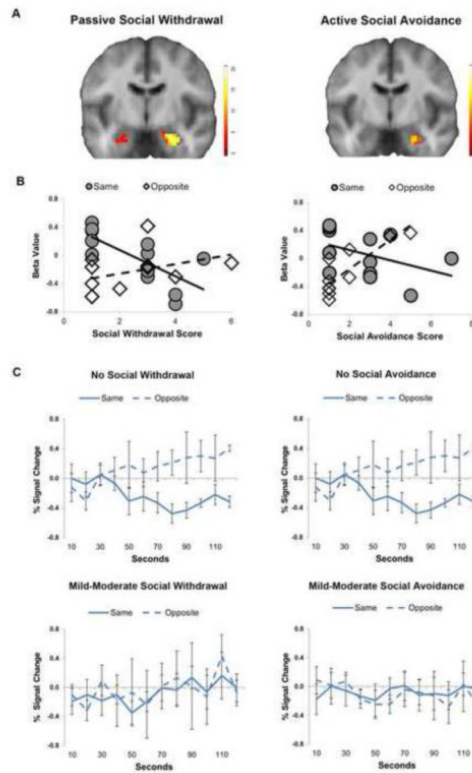 A
Passive Social Withdrawal
Active Social Avoidance
B
Same
Opposite
Same
Opposite
Beta Value
0.8
0.4
0
-0.4
-0.8
0
2
4
6
Social Withdrawal Score
Beta Value
0.8
0.4
0
-0.4
-0.8
0
2
4
6
8
Social Avoidance Score
C
No Social Withdrawal
Same
Opposite
% Signal Change
0.8
0.4
0.0
-0.4
-0.8
10
30
50
70
90
110
Seconds
No Social Avoidance
Same
Opposite
% Signal Change
0.8
0.4
0.0
-0.4
-0.8
10
30
50
70
90
110
Seconds
Mild-Moderate Social Withdrawal
Same
Opposite
% Signal Change
0.8
0.4
0.0
-0.4
-0.8
10
30
50
70
90
110
Seconds
Mild-Moderate Social Avoidance
Same
Opposite
% Signal Change
0.8
0.4
0.0
-0.4
-0.8
10
30
50
70
90
110
Seconds